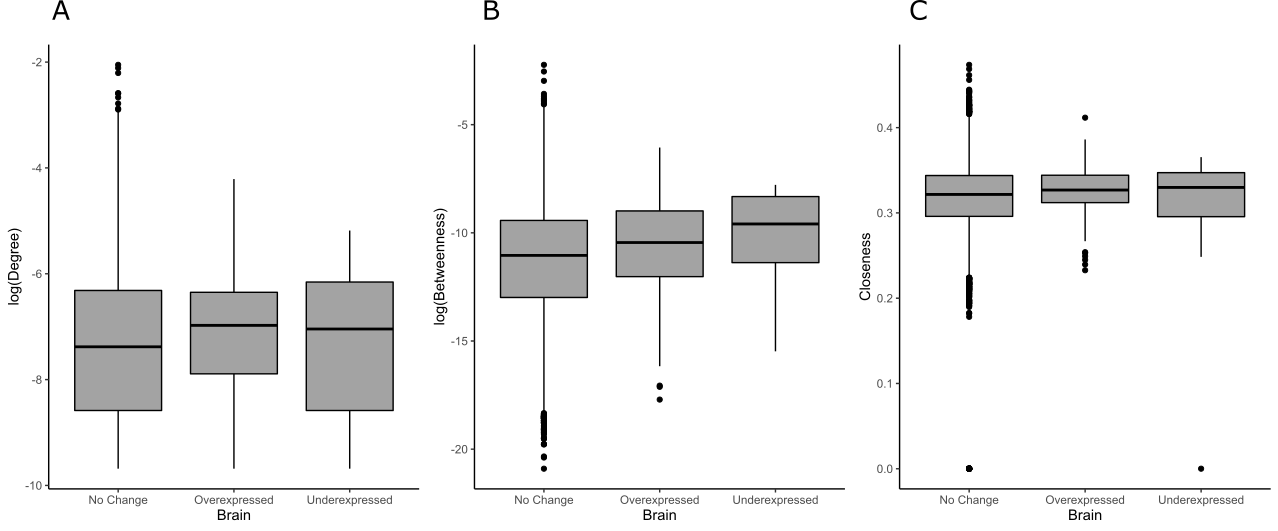 A
log(Degree)
-2
-4
-6
-8
-10
No Change Overexpressed Underexpressed
Brain
B
log(Betweenness)
-5
-10
-15
-20
No Change Overexpressed Underexpressed
Brain
C
Closeness
0.4
0.3
0.2
0.1
0.0
No Change Overexpressed Underexpressed
Brain